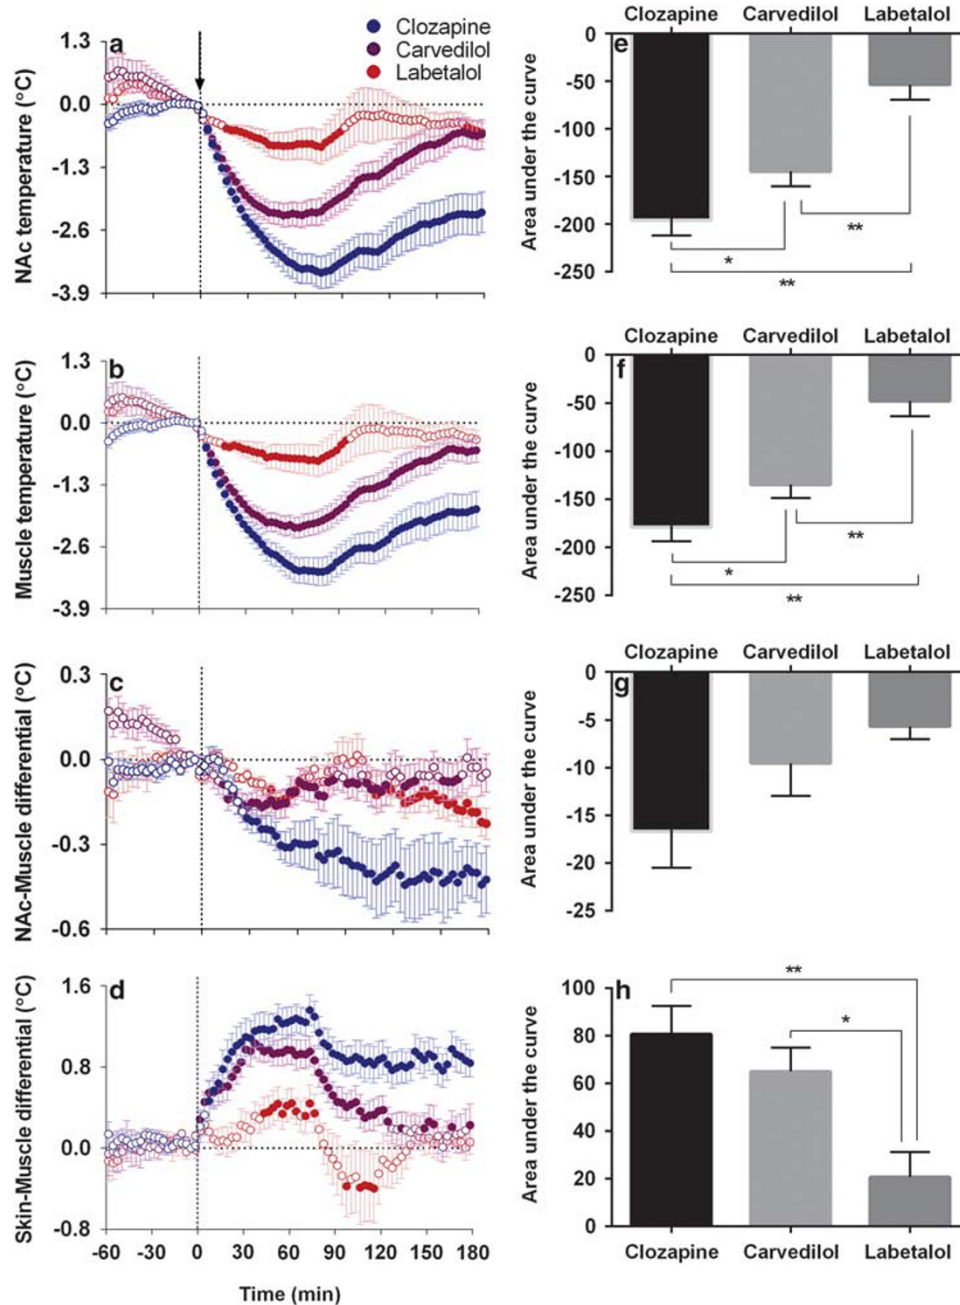 a
Clozapine
Carvedilol
Labetalol
NAc temperature (°C)
1.3
0.0
-1.3
-2.6
-3.9
Clozapine Carvedilol Labetalol
e
Area under the curve
0
-50
-100
-150
-200
-250
*
**
**
b
Muscle temperature (°C)
1.3
0.0
-1.3
-2.6
-3.9
Clozapine Carvedilol Labetalol
f
Area under the curve
0
-50
-100
-150
-200
-250
*
**
**
c
NAc-Muscle differential (°C)
0.3
0.0
-0.3
-0.6
Clozapine Carvedilol Labetalol
g
Area under the curve
0
-5
-10
-15
-20
-25
d
Skin-Muscle differential (°C)
1.6
0.8
0.0
-0.8
-60 -30 0 30 60 90 120 150 180
Time (min)
h
Area under the curve
100
80
60
40
20
0
**
*
Clozapine Carvedilol Labetalol